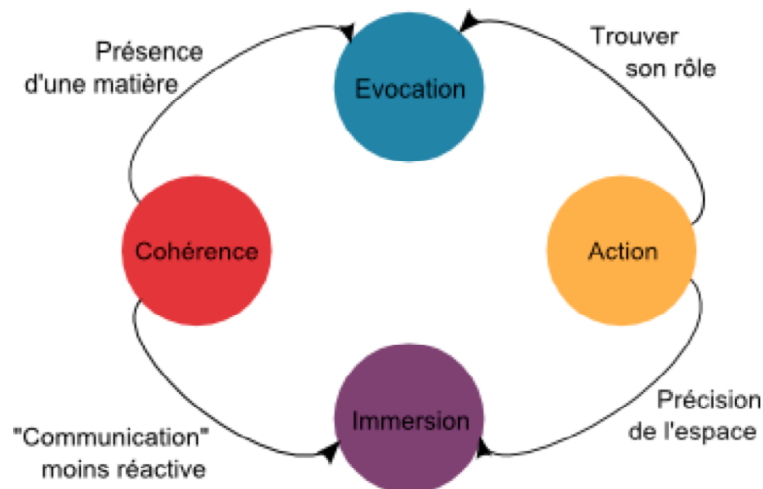 Présence
d'une matière
Evocation
Trouver
son rôle
Cohérence
Action
"Communication"
moins réactive
Immersion
Précision
de l'espace